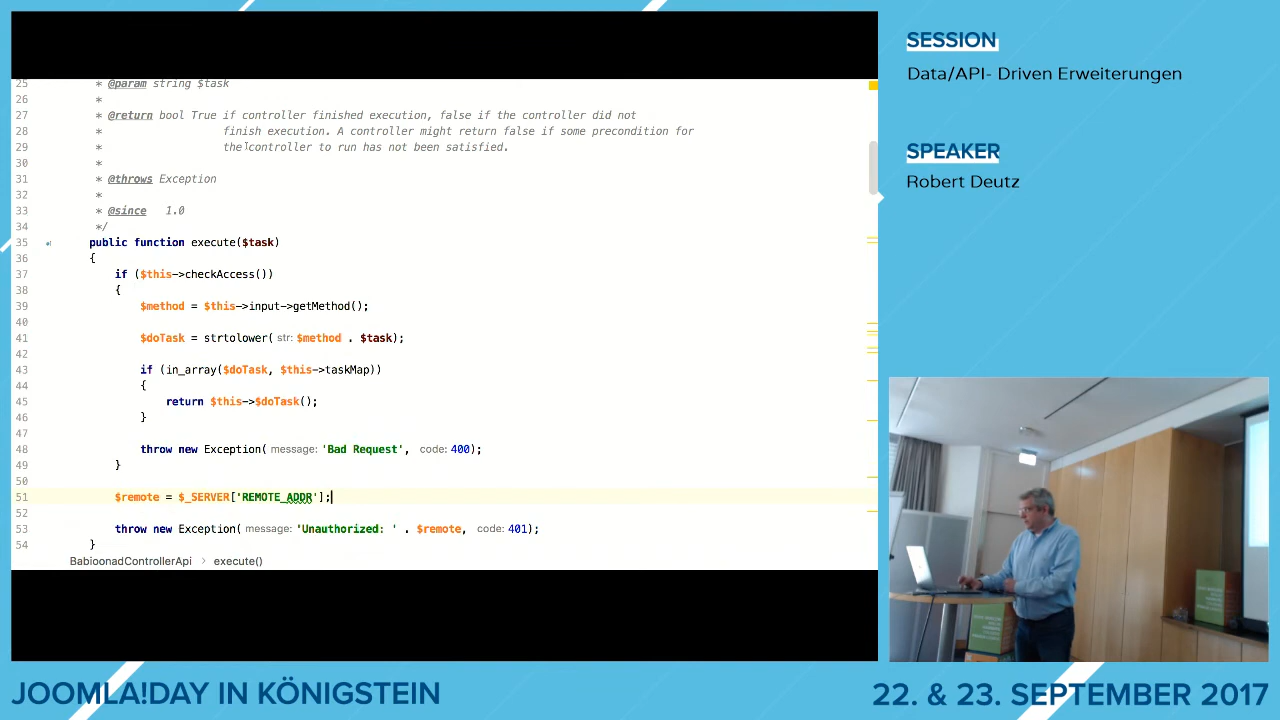 25 * @param string $task
26 *
27 * @return bool True if controller finished execution, false if the controller did not
28 * finish execution. A controller might return false if some precondition for
29 * the controller to run has not been satisfied.
30 *
31 * @throws Exception
32 *
33 * @since 1.0
34 */
35 public function execute($task)
36 {
37 if ($this->checkAccess())
38 {
39 $method = $this->input->getMethod();
40
41 $doTask = strtolower( str: $method . $task);
42
43 if (in_array($doTask, $this->taskMap))
44 {
45 return $this->$doTask();
46 }
47
48 throw new Exception( message: 'Bad Request', code: 400);
49 }
50
51 $remote = $_SERVER['REMOTE_ADDR'];
52
53 throw new Exception( message: 'Unauthorized: ' . $remote, code: 401);
54 }
BabioonadControllerApi > execute()
SESSION
Data/API- Driven Erweiterungen
SPEAKER
Robert Deutz
JOOMLA!DAY IN KÖNIGSTEIN
22. & 23. SEPTEMBER 2017